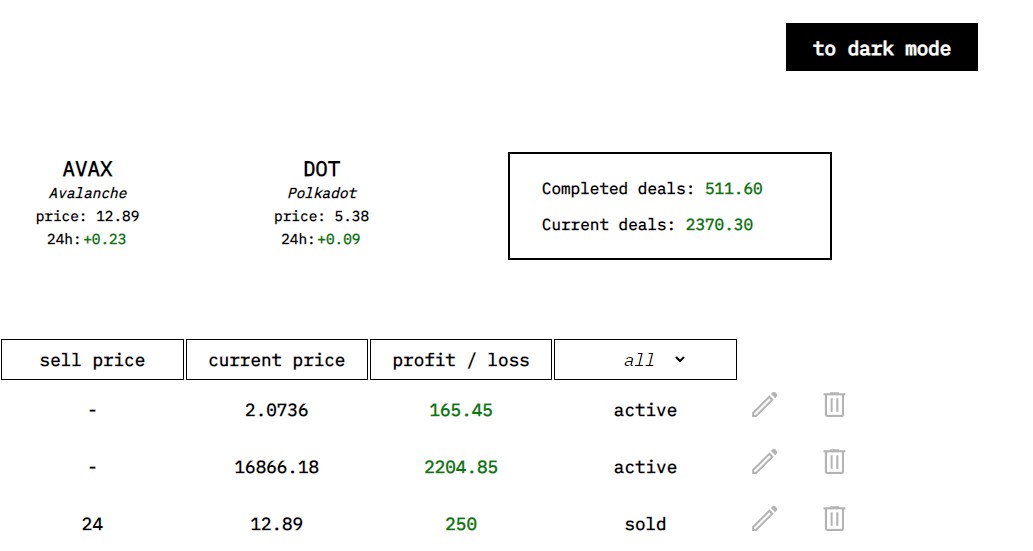 to dark mode
AVAX
Avalanche
price: 12.89
24h:+0.23
DOT
Polkadot
price: 5.38
24h:+0.09
Completed deals: 511.60
Current deals: 2370.30
sell price current price profit / loss all
- 2.0736 165.45 active
- 16866.18 2204.85 active
24 12.89 250 sold